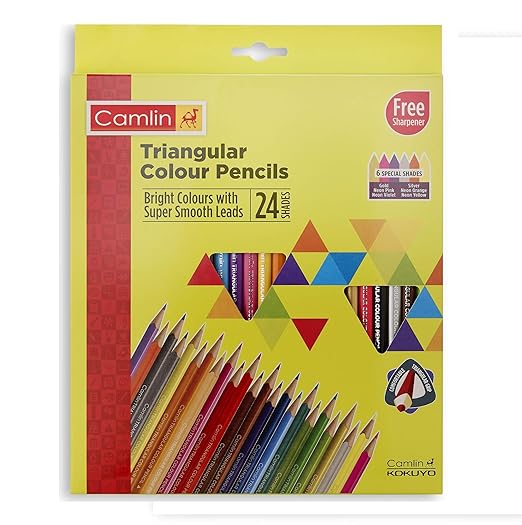 Camlin
Free
Sharpener
Triangular
Colour Pencils
6 SPECIAL SHADES
Gold
Neon Pink
Neon Violet
Silver
Neon Orange
Neon Yellow
Bright Colours with
Super Smooth Leads
24 SHADES
Camlin
KOKUYO